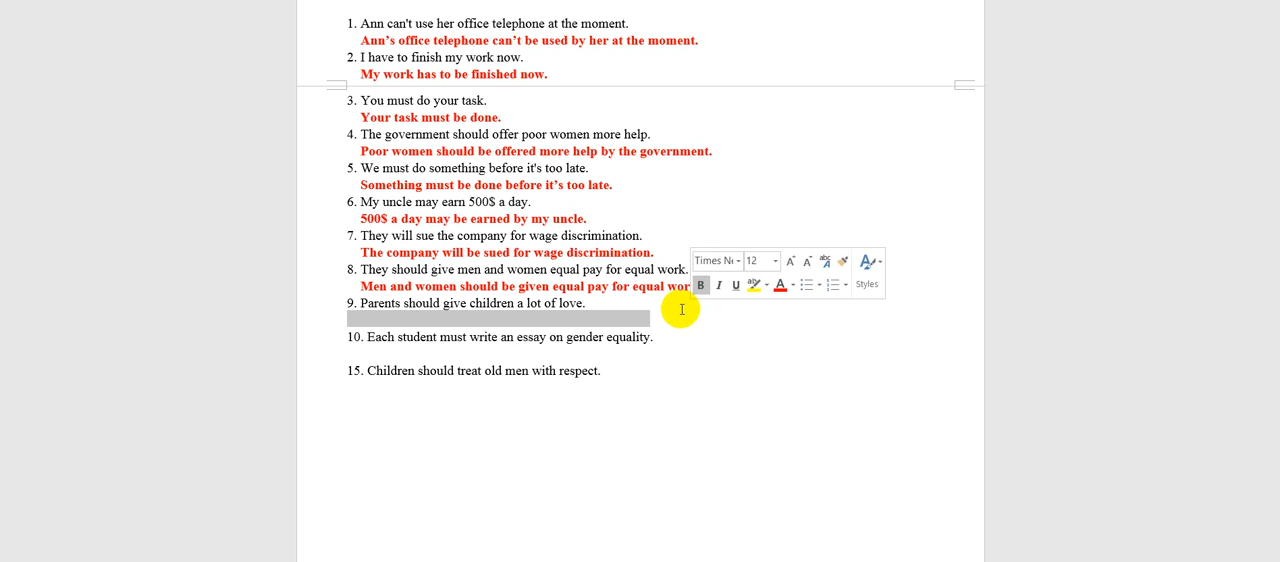 1. Ann can't use her office telephone at the moment.
Ann’s office telephone can’t be used by her at the moment.
2. I have to finish my work now.
My work has to be finished now.
3. You must do your task.
Your task must be done.
4. The government should offer poor women more help.
Poor women should be offered more help by the government.
5. We must do something before it's too late.
Something must be done before it’s too late.
6. My uncle may earn 500$ a day.
500$ a day may be earned by my uncle.
7. They will sue the company for wage discrimination.
The company will be sued for wage discrimination.
Times Ne 12 A A abc A A
8. They should give men and women equal pay for equal work.
Men and women should be given equal pay for equal wor
B I U ab A Styles
9. Parents should give children a lot of love.
10. Each student must write an essay on gender equality.
15. Children should treat old men with respect.